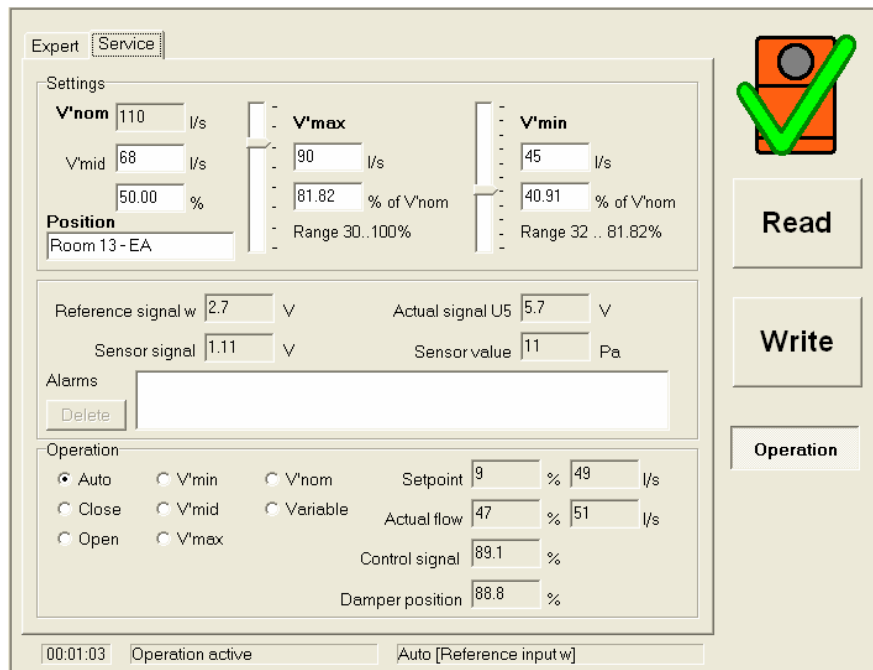 Expert Service
Settings
V'nom 110 l/s
V'mid 68 l/s
50.00 %
Position
Room 13 - EA
V'max
90 l/s
81.82 % of V'nom
Range 30..100%
V'min
45 l/s
40.91 % of V'nom
Range 32 .. 81.82%
Read
Write
Operation
Reference signal w 2.7 V Actual signal U5 5.7 V
Sensor signal 1.11 V Sensor value 11 Pa
Alarms
Delete
Operation
Auto V'min V'nom Setpoint 9 % 49 l/s
Close V'mid Variable Actual flow 47 % 51 l/s
Open V'max
Control signal 89.1 %
Damper position 88.8 %
00:01:03 Operation active Auto [Reference input w]